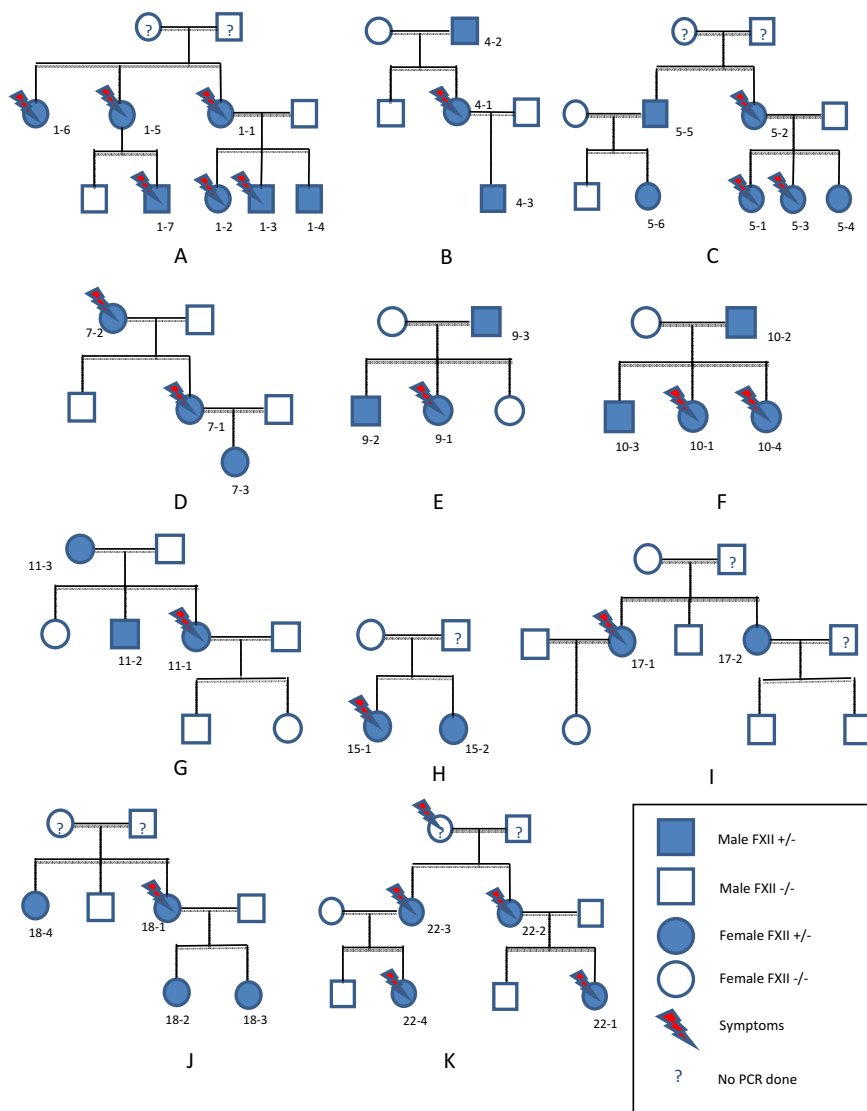 ? ?
1-6 1-5 1-1
1-7 1-2 1-3 1-4
A
4-2
4-1
4-3
B
? ?
5-5 5-2
5-6 5-1 5-3 5-4
C
7-2
7-1
7-3
D
9-3
9-2 9-1
E
10-2
10-3 10-1 10-4
F
11-3
11-2 11-1
G
?
15-1 15-2
H
?
17-1 17-2 ?
I
? ?
18-4 18-1
18-2 18-3
J
? ?
22-3 22-2
22-4 22-1
K
Male FXII +/-
Male FXII -/-
Female FXII +/-
Female FXII -/-
Symptoms
? No PCR done